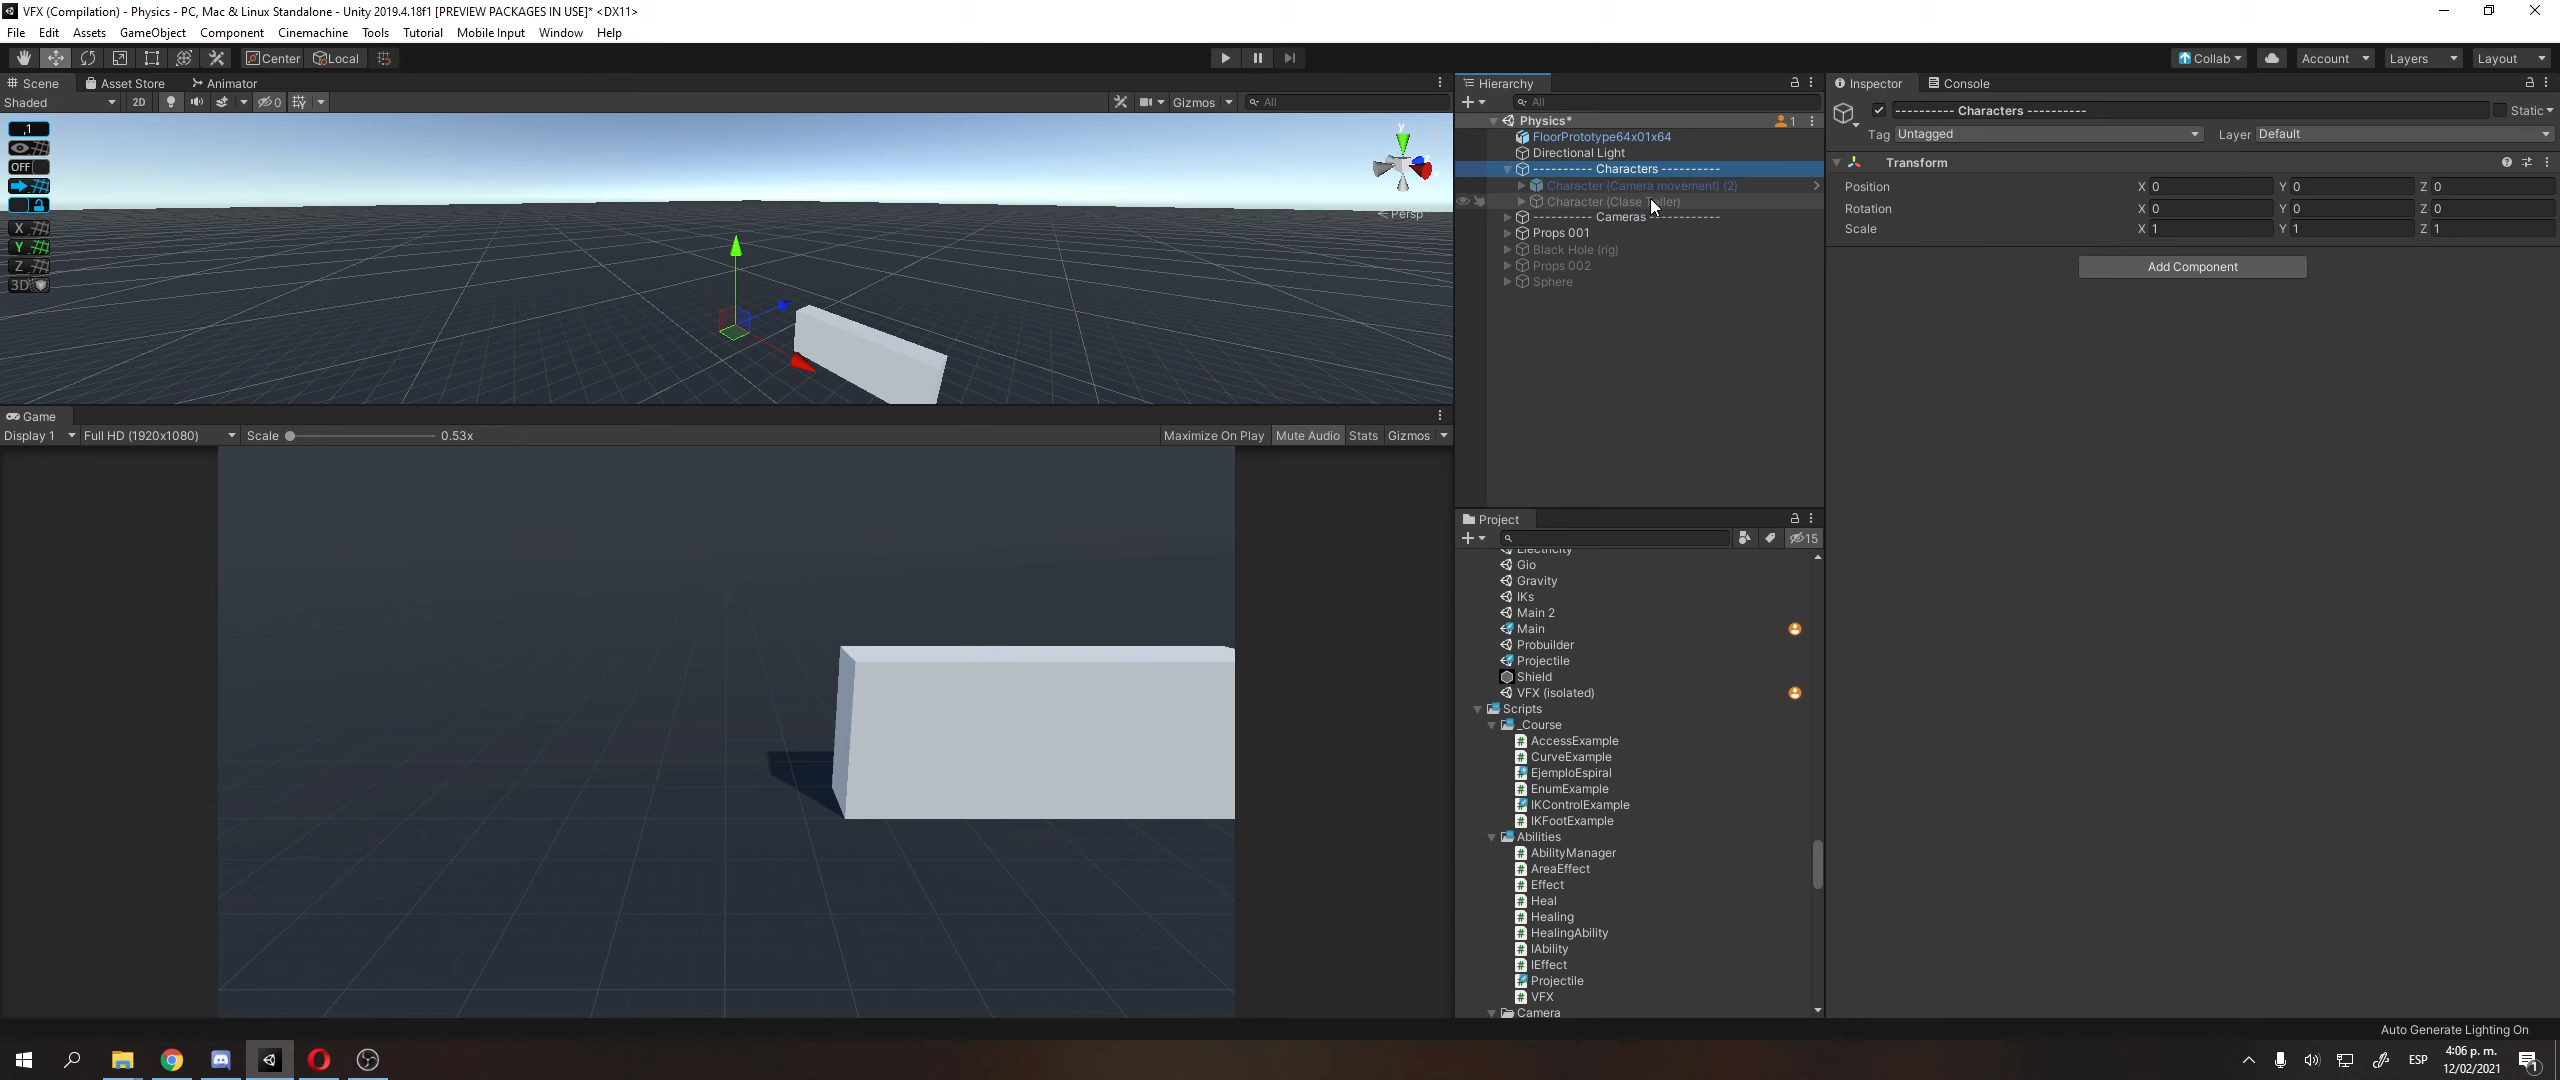 VFX (Compilation) - Physics - PC, Mac & Linux Standalone - Unity 2019.4.18f1 [PREVIEW PACKAGES IN USE]* <DX11>
File Edit Assets GameObject Component Cinemachine Tools Tutorial Mobile Input Window Help
Center Local Collab Account Layers Layout
Scene Asset Store Animator
Shaded 2D Gizmos All
,1
OFF
X
Y
Z
3D
y
Persp
Game
Display 1 Full HD (1920x1080) Scale 0.53x Maximize On Play Mute Audio Stats Gizmos
Hierarchy
All
Physics* 1
FloorPrototype64x01x64
Directional Light
---------- Characters ----------
Character (Camera movement) (2)
Character (Clase
---------- Cameras
Props 001
Black Hole (rig)
Props 002
Sphere
Project
15
Electricity
Gio
Gravity
IKs
Main 2
Main
Probuilder
Projectile
Shield
VFX (isolated)
Scripts
_Course
AccessExample
CurveExample
EjemploEspiral
EnumExample
IKControlExample
IKFootExample
Abilities
AbilityManager
AreaEffect
Effect
Heal
Healing
HealingAbility
IAbility
IEffect
Projectile
VFX
Camera
Inspector Console
---------- Characters ---------- Static
Tag Untagged Layer Default
Transform
Position X 0 Y 0 Z 0
Rotation X 0 Y 0 Z 0
Scale X 1 Y 1 Z 1
Add Component
Auto Generate Lighting On
ESP
4:06 p. m.
12/02/2021
1